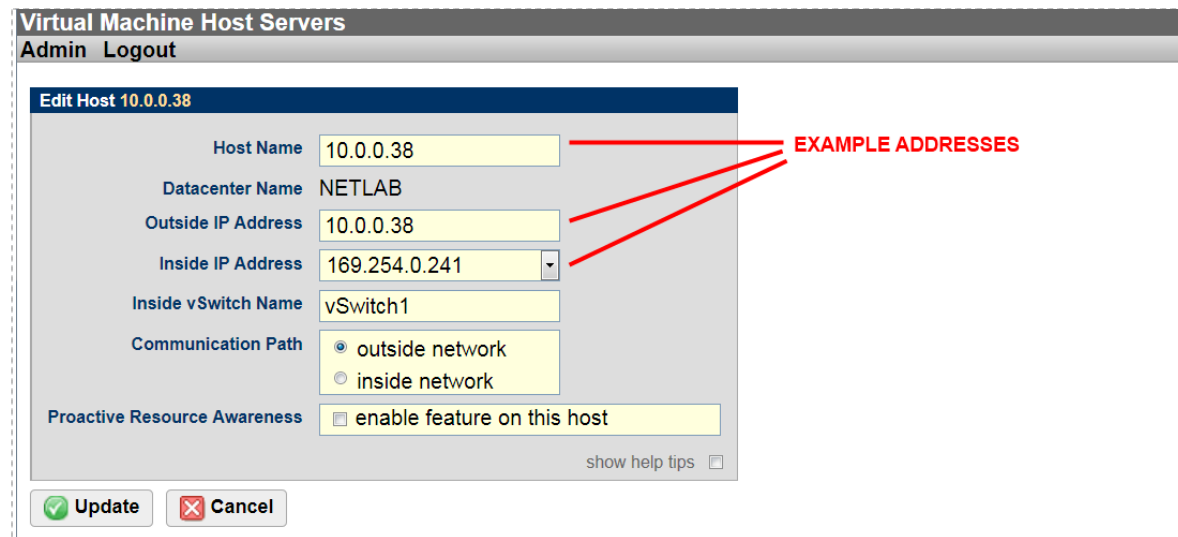 Virtual Machine Host Servers
Admin Logout
Edit Host 10.0.0.38
Host Name 10.0.0.38
EXAMPLE ADDRESSES
Datacenter Name NETLAB
Outside IP Address 10.0.0.38
Inside IP Address 169.254.0.241
Inside vSwitch Name vSwitch1
Communication Path outside network
inside network
Proactive Resource Awareness enable feature on this host
show help tips
Update Cancel